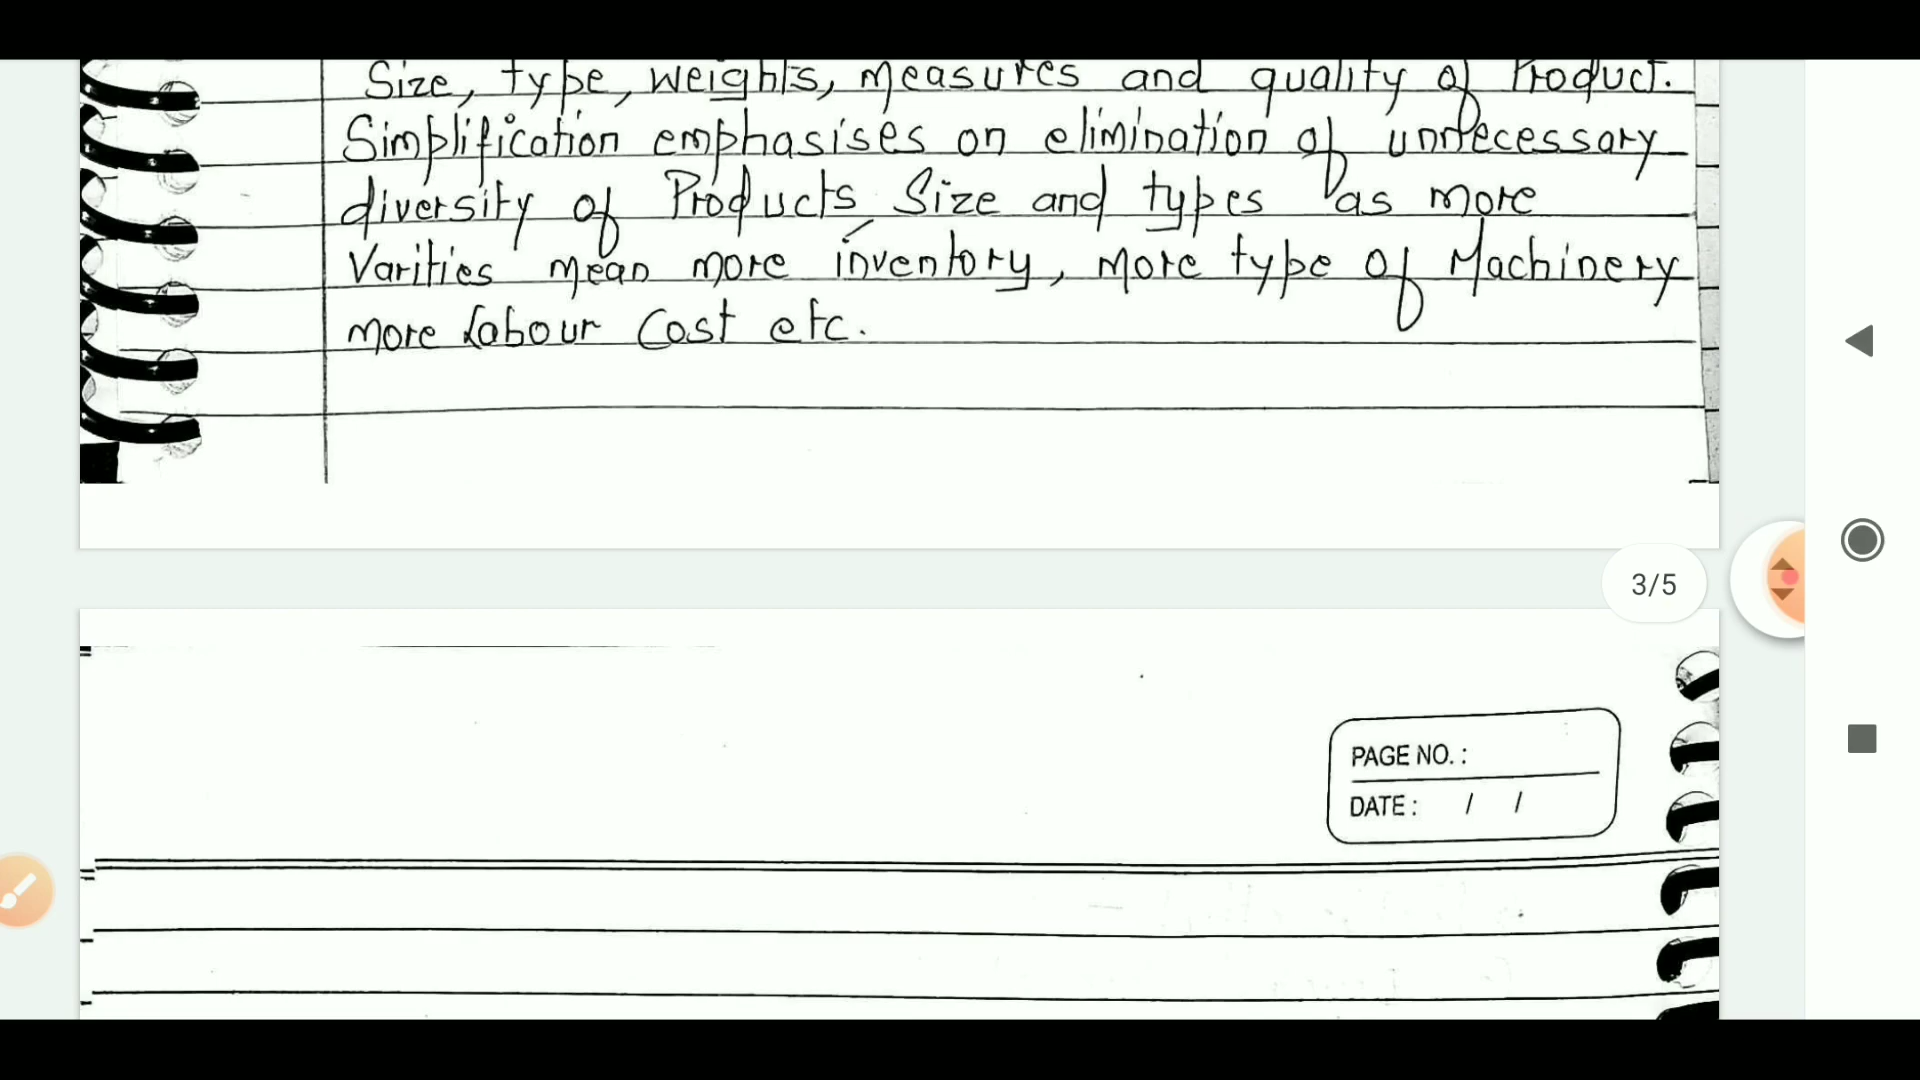 Size, type, weights, measures and quality of Product.
Simplification emphasises on elimination of unnecessary
diversity of Products, Size and types as more
Varities mean more inventory, more type of Machinery
more Labour Cost etc.
3/5
PAGE NO. :
DATE : / /